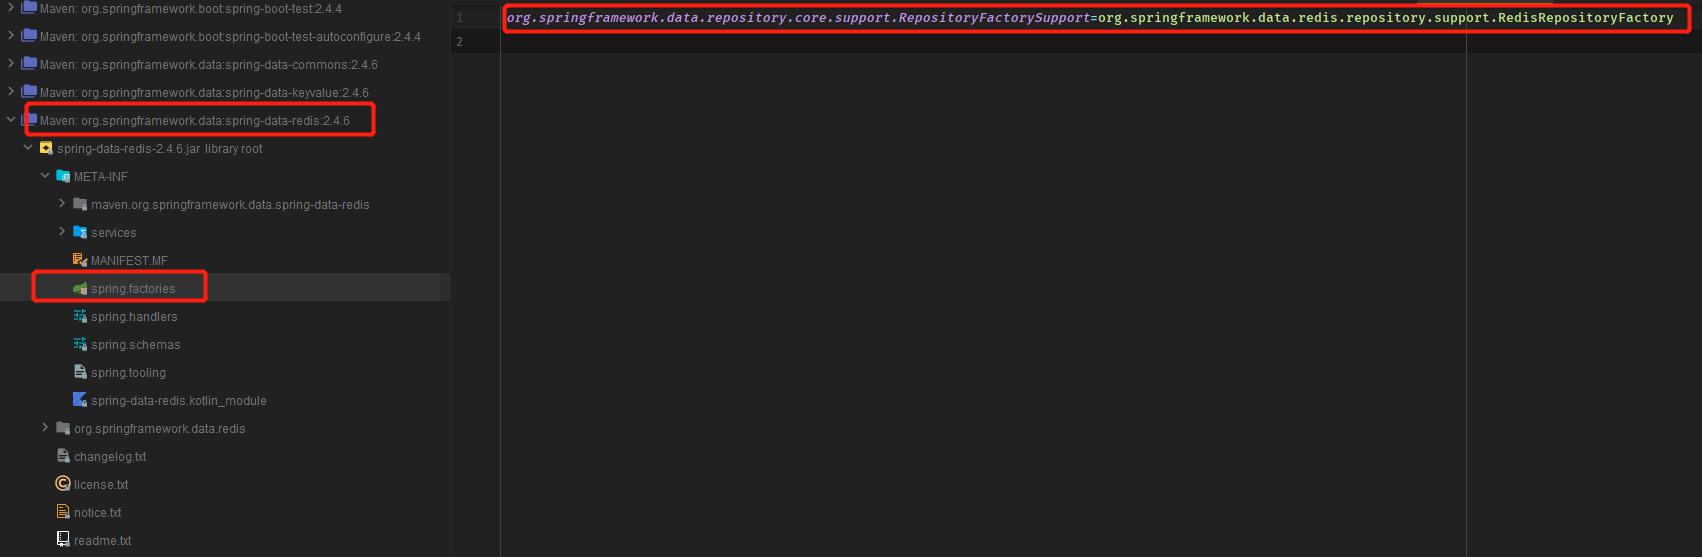 Maven: org.springframework.boot:spring-boot-test:2.4.4
Maven: org.springframework.boot:spring-boot-test-autoconfigure:2.4.4
Maven: org.springframework.data:spring-data-commons:2.4.6
Maven: org.springframework.data:spring-data-keyvalue:2.4.6
Maven: org.springframework.data:spring-data-redis:2.4.6
spring-data-redis-2.4.6.jar library root
META-INF
maven.org.springframework.data.spring-data-redis
services
MANIFEST.MF
spring.factories
spring.handlers
spring.schemas
spring.tooling
spring-data-redis.kotlin_module
org.springframework.data.redis
changelog.txt
license.txt
notice.txt
readme.txt
1 org.springframework.data.repository.core.support.RepositoryFactorySupport=org.springframework.data.redis.repository.support.RedisRepositoryFactory
2